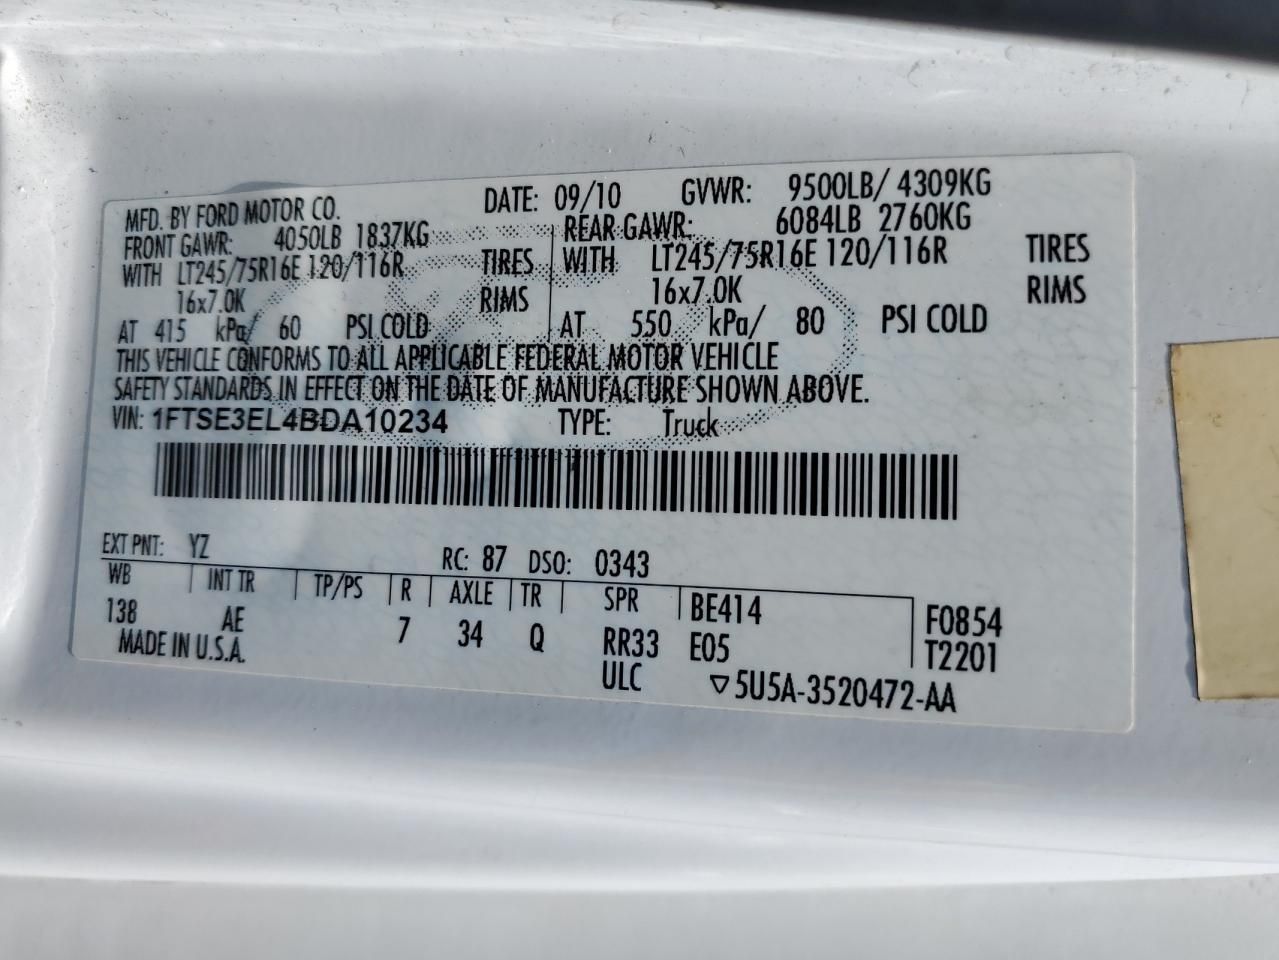 MFD. BY FORD MOTOR CO. DATE: 09/10 GVWR: 9500LB/ 4309KG
FRONT GAWR: 4050LB 1837KG REAR GAWR: 6084LB 2760KG
WITH LT245/75R16E 120/116R TIRES WITH LT245/75R16E 120/116R TIRES
16x7.0K RIMS 16x7.0K RIMS
AT 415 kPa/ 60 PSI COLD AT 550 kPa/ 80 PSI COLD
THIS VEHICLE CONFORMS TO ALL APPLICABLE FEDERAL MOTOR VEHICLE
SAFETY STANDARDS IN EFFECT ON THE DATE OF MANUFACTURE SHOWN ABOVE.
VIN: 1FTSE3EL4BDA10234 TYPE: Truck
EXT PNT: YZ RC: 87 DSO: 0343
WB INT TR TP/PS R AXLE TR SPR BE414 F0854
138 AE 7 34 Q RR33 E05 T2201
MADE IN U.S.A. ULC ▽5U5A-3520472-AA